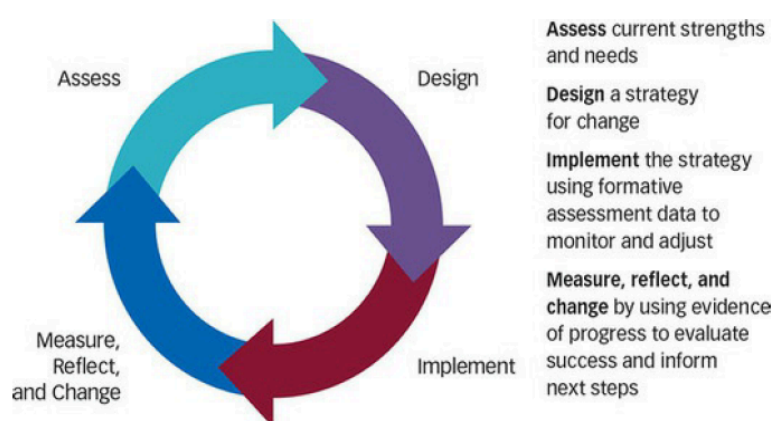 Assess
Design
Measure,
Reflect,
and Change
Implement
Assess current strengths
and needs
Design a strategy
for change
Implement the strategy
using formative
assessment data to
monitor and adjust
Measure, reflect, and
change by using evidence
of progress to evaluate
success and inform
next steps